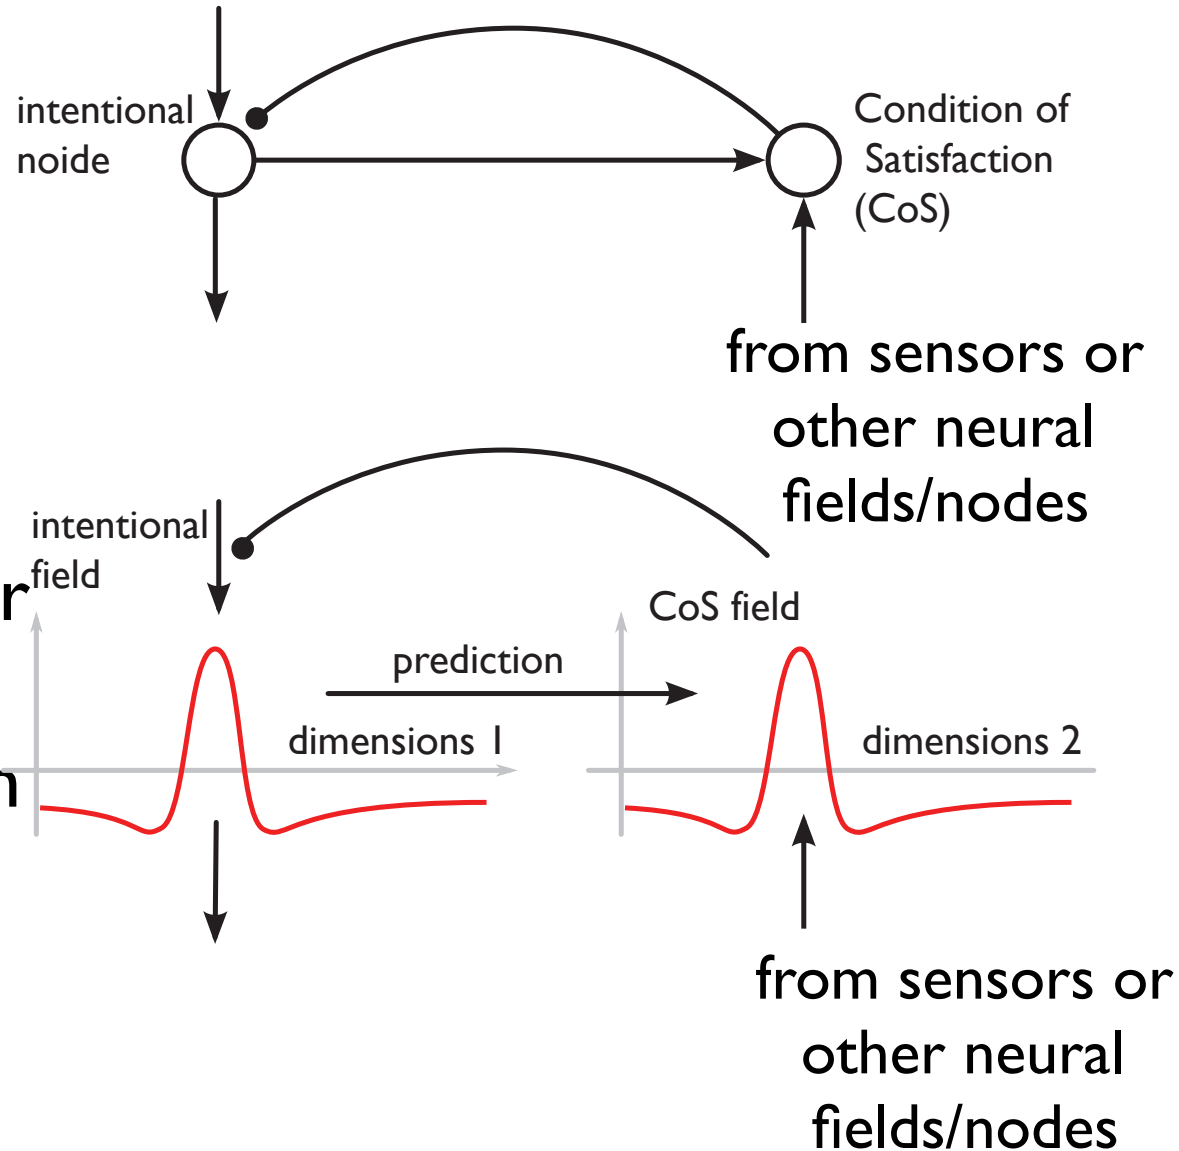 intentional
noide
Condition of
Satisfaction
(CoS)
from sensors or
other neural
fields/nodes
intentional
field
r
CoS field
prediction
dimensions 1
dimensions 2
n
from sensors or
other neural
fields/nodes